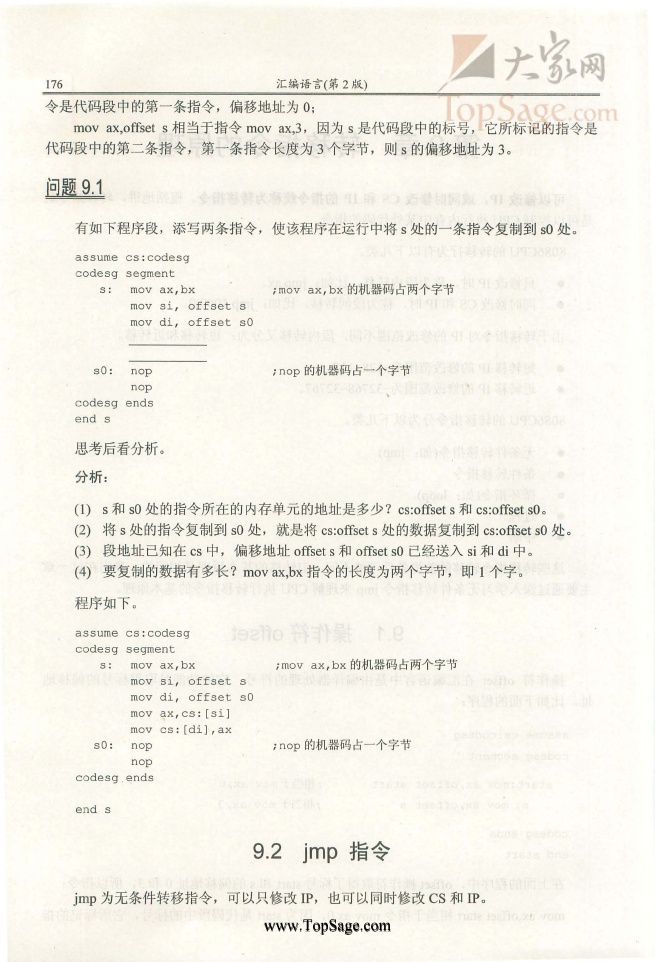 大家网
TopSage.com
176
汇编语言(第 2 版)
令是代码段中的第一条指令，偏移地址为 0；
mov ax,offset s 相当于指令 mov ax,3，因为 s 是代码段中的标号，它所标记的指令是
代码段中的第二条指令，第一条指令长度为 3 个字节，则 s 的偏移地址为 3。
问题 9.1
有如下程序段，添写两条指令，使该程序在运行中将 s 处的一条指令复制到 s0 处。
assume cs:codesg
codesg segment
s: mov ax,bx ;mov ax,bx 的机器码占两个字节
mov si, offset s
mov di, offset s0
s0: nop ;nop 的机器码占一个字节
nop
codesg ends
end s
思考后看分析。
分析：
(1) s 和 s0 处的指令所在的内存单元的地址是多少？cs:offset s 和 cs:offset s0。
(2) 将 s 处的指令复制到 s0 处，就是将 cs:offset s 处的数据复制到 cs:offset s0 处。
(3) 段地址已知在 cs 中，偏移地址 offset s 和 offset s0 已经送入 si 和 di 中。
(4) 要复制的数据有多长？mov ax,bx 指令的长度为两个字节，即 1 个字。
程序如下。
assume cs:codesg
codesg segment
s: mov ax,bx ;mov ax,bx 的机器码占两个字节
mov si, offset s
mov di, offset s0
mov ax,cs:[si]
mov cs:[di],ax
s0: nop ;nop 的机器码占一个字节
nop
codesg ends
end s
9.2 jmp 指令
jmp 为无条件转移指令，可以只修改 IP，也可以同时修改 CS 和 IP。
www.TopSage.com